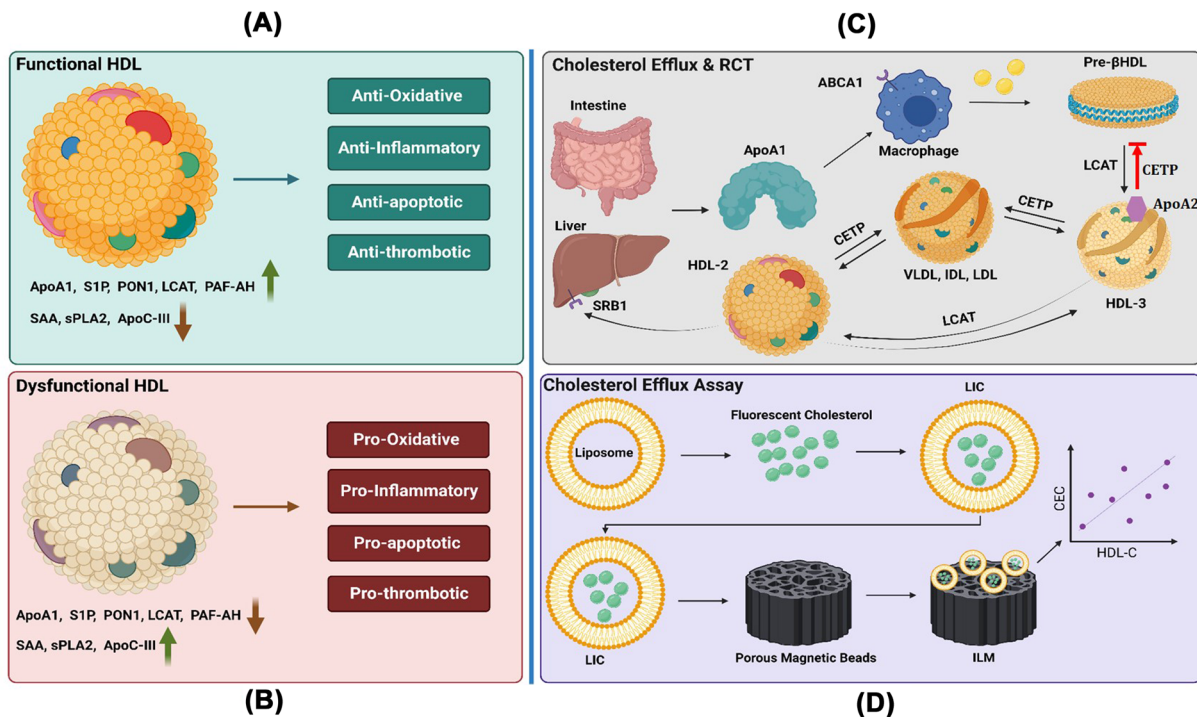 (A)
Functional HDL
Anti-Oxidative
Anti-Inflammatory
Anti-apoptotic
Anti-thrombotic
ApoA1, S1P, PON1, LCAT, PAF-AH
SAA, sPLA2, ApoC-III
Dysfunctional HDL
Pro-Oxidative
Pro-Inflammatory
Pro-apoptotic
Pro-thrombotic
ApoA1, S1P, PON1, LCAT, PAF-AH
SAA, sPLA2, ApoC-III
(B)
(C)
Cholesterol Efflux & RCT
Intestine
Liver
SRB1
ApoA1
ABCA1
Macrophage
Pre-βHDL
LCAT
CETP
ApoA2
HDL-3
CETP
VLDL, IDL, LDL
CETP
HDL-2
LCAT
Cholesterol Efflux Assay
Liposome
Fluorescent Cholesterol
LIC
LIC
Porous Magnetic Beads
ILM
CEC
HDL-C
(D)